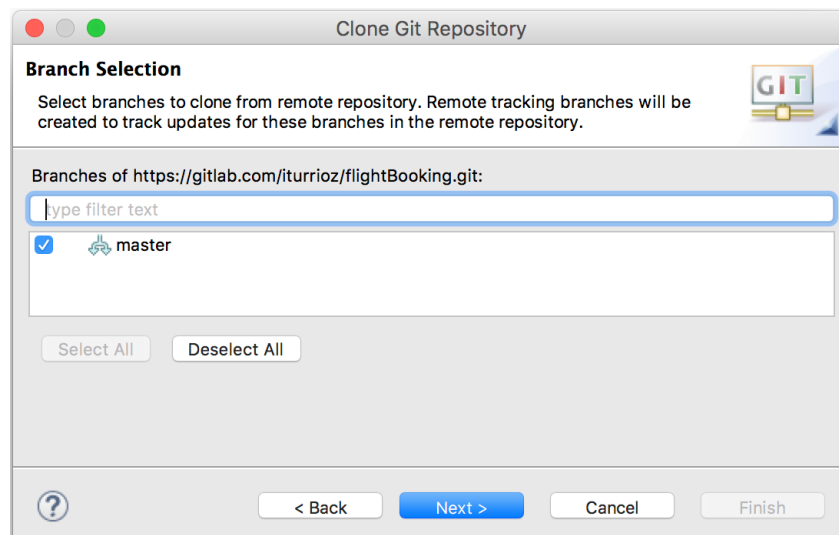 Clone Git Repository
Branch Selection
GIT
Select branches to clone from remote repository. Remote tracking branches will be
created to track updates for these branches in the remote repository.
Branches of https://gitlab.com/iturrioz/flightBooking.git:
type filter text
master
Select All
Deselect All
?
< Back
Next >
Cancel
Finish